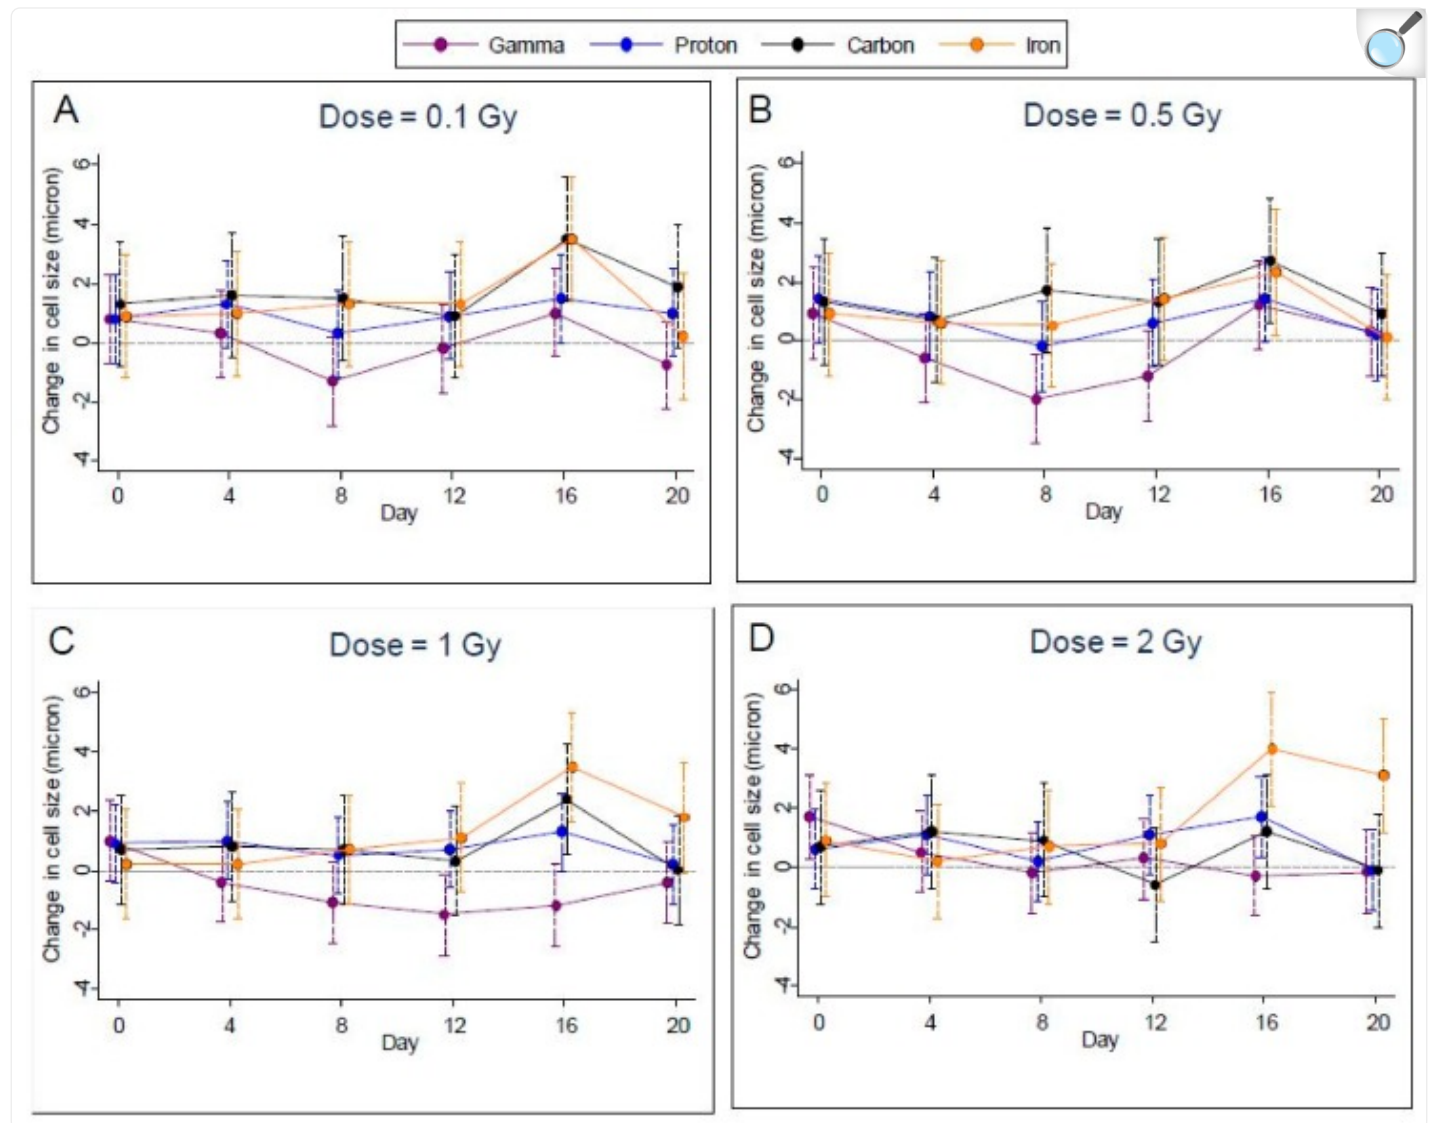 Gamma Proton Carbon Iron
A
Dose = 0.1 Gy
Change in cell size (micron)
6
4
2
0
-2
-4
0 4 8 12 16 20
Day
B
Dose = 0.5 Gy
Change in cell size (micron)
6
4
2
0
-2
-4
0 4 8 12 16 20
Day
C
Dose = 1 Gy
Change in cell size (micron)
6
4
2
0
-2
-4
0 4 8 12 16 20
Day
D
Dose = 2 Gy
Change in cell size (micron)
6
4
2
0
-2
-4
0 4 8 12 16 20
Day